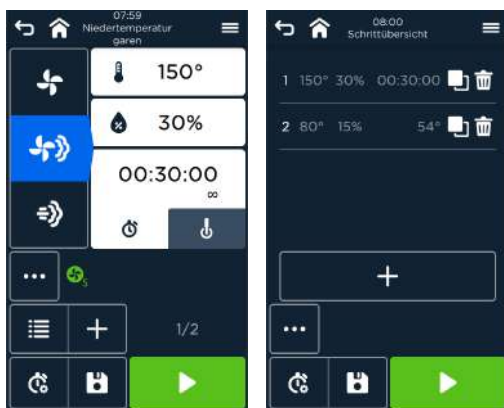 07:59
Niedertemperatur
garen
150°
30%
00:30:00
∞
S
1/2
08:00
Schrittübersicht
1 150° 30% 00:30:00
2 80° 15% 54°